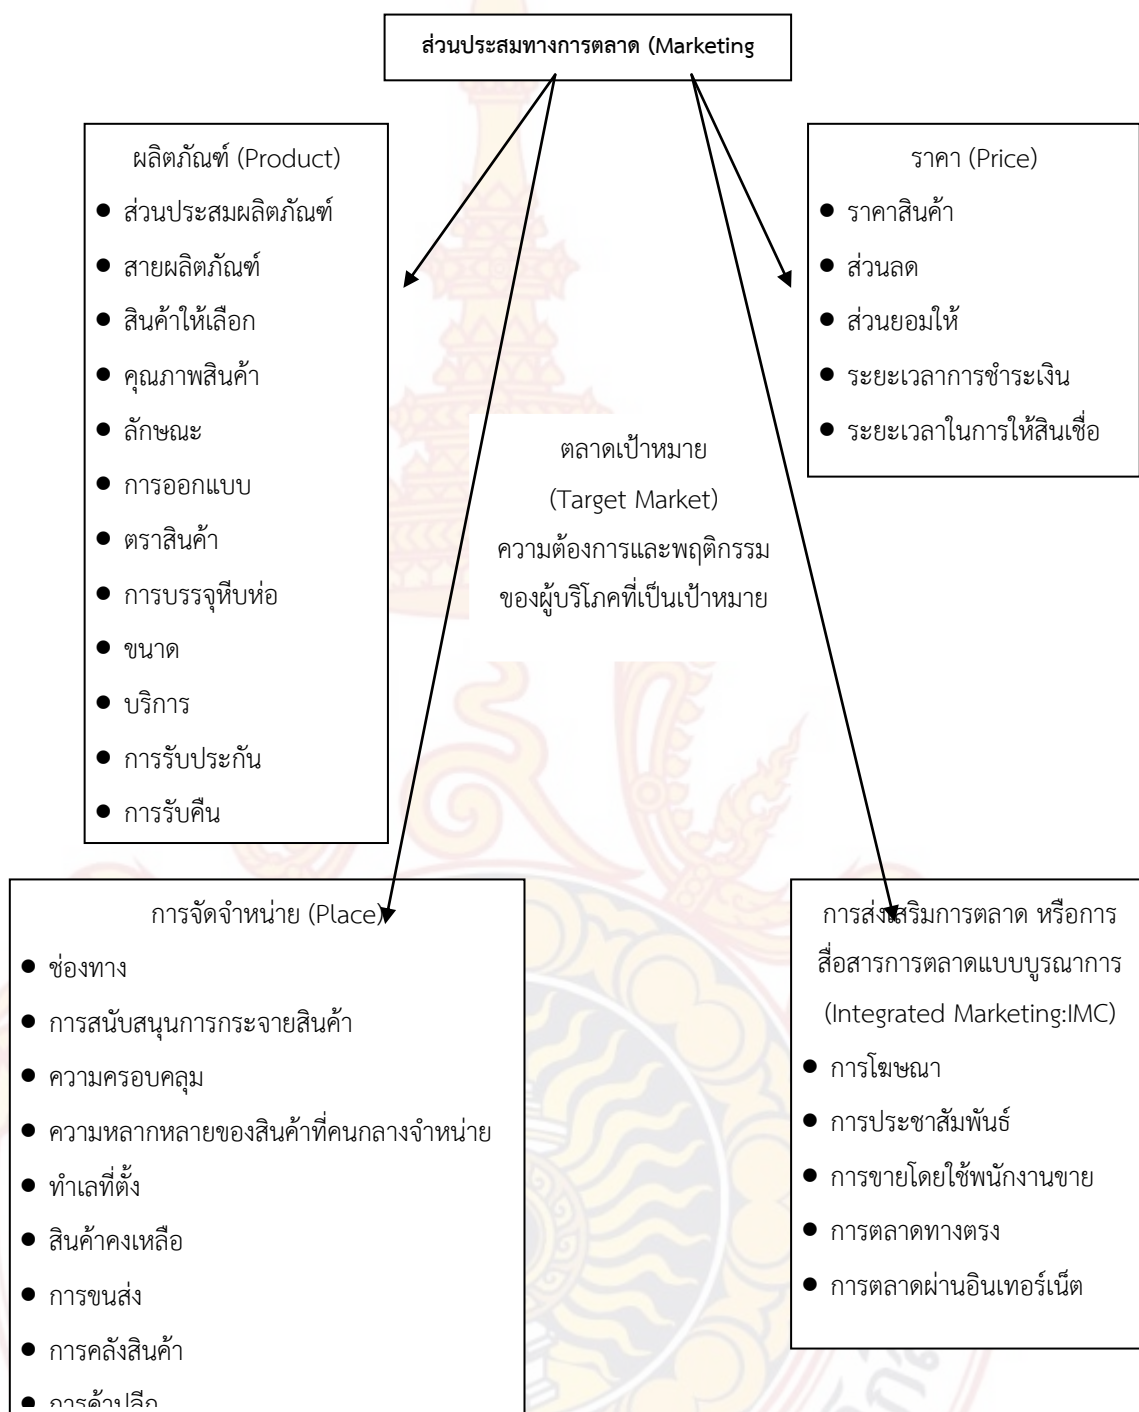 ส่วนประสมทางการตลาด (Marketing
ผลิตภัณฑ์ (Product)
● ส่วนประสมผลิตภัณฑ์
● สายผลิตภัณฑ์
● สินค้าให้เลือก
● คุณภาพสินค้า
● ลักษณะ
● การออกแบบ
● ตราสินค้า
● การบรรจุหีบห่อ
● ขนาด
● บริการ
● การรับประกัน
● การรับคืน
ราคา (Price)
● ราคาสินค้า
● ส่วนลด
● ส่วนยอมให้
● ระยะเวลาการชำระเงิน
● ระยะเวลาในการให้สินเชื่อ
ตลาดเป้าหมาย
(Target Market)
ความต้องการและพฤติกรรม
ของผู้บริโภคที่เป็นเป้าหมาย
การจัดจำหน่าย (Place)
● ช่องทาง
● การสนับสนุนการกระจายสินค้า
● ความครอบคลุม
● ความหลากหลายของสินค้าที่คนกลางจำหน่าย
● ทำเลที่ตั้ง
● สินค้าคงเหลือ
● การขนส่ง
● การคลังสินค้า
● การค้าปลีก
การส่งเสริมการตลาด หรือการ
สื่อสารการตลาดแบบบูรณาการ
(Integrated Marketing:IMC)
● การโฆษณา
● การประชาสัมพันธ์
● การขายโดยใช้พนักงานขาย
● การตลาดทางตรง
● การตลาดผ่านอินเทอร์เน็ต